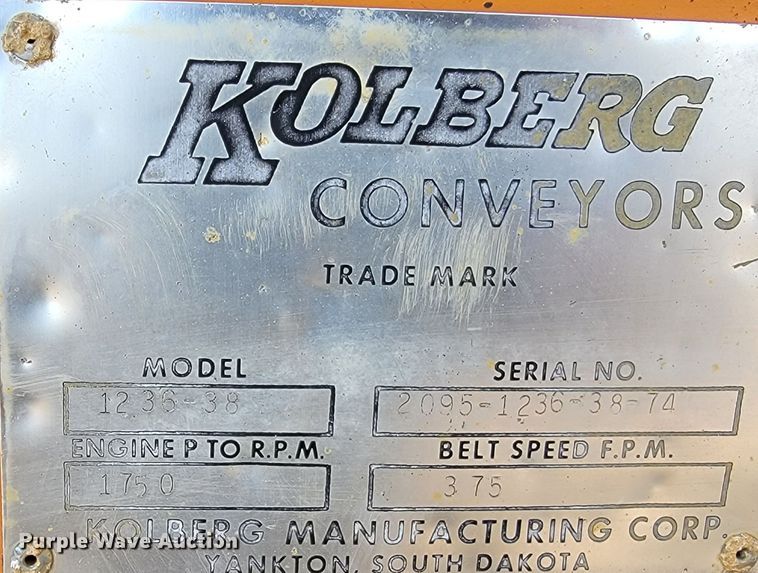 KOLBERG
CONVEYORS
TRADE MARK
MODEL SERIAL NO.
1236-38 2095-1236-38-74
ENGINE P TO R.P.M. BELT SPEED F.P.M.
1750 375
KOLBERG MANUFACTURING CORP.
YANKTON, SOUTH DAKOTA
Purple Wave Auction